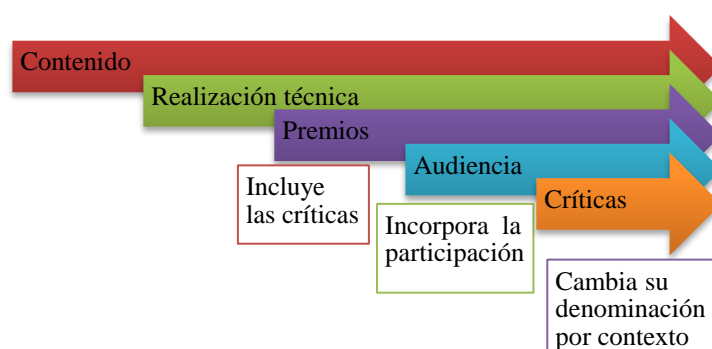 Contenido
Realización técnica
Premios
Audiencia
Críticas
Incluye
las críticas
Incorpora la
participación
Cambia su
denominación
por contexto